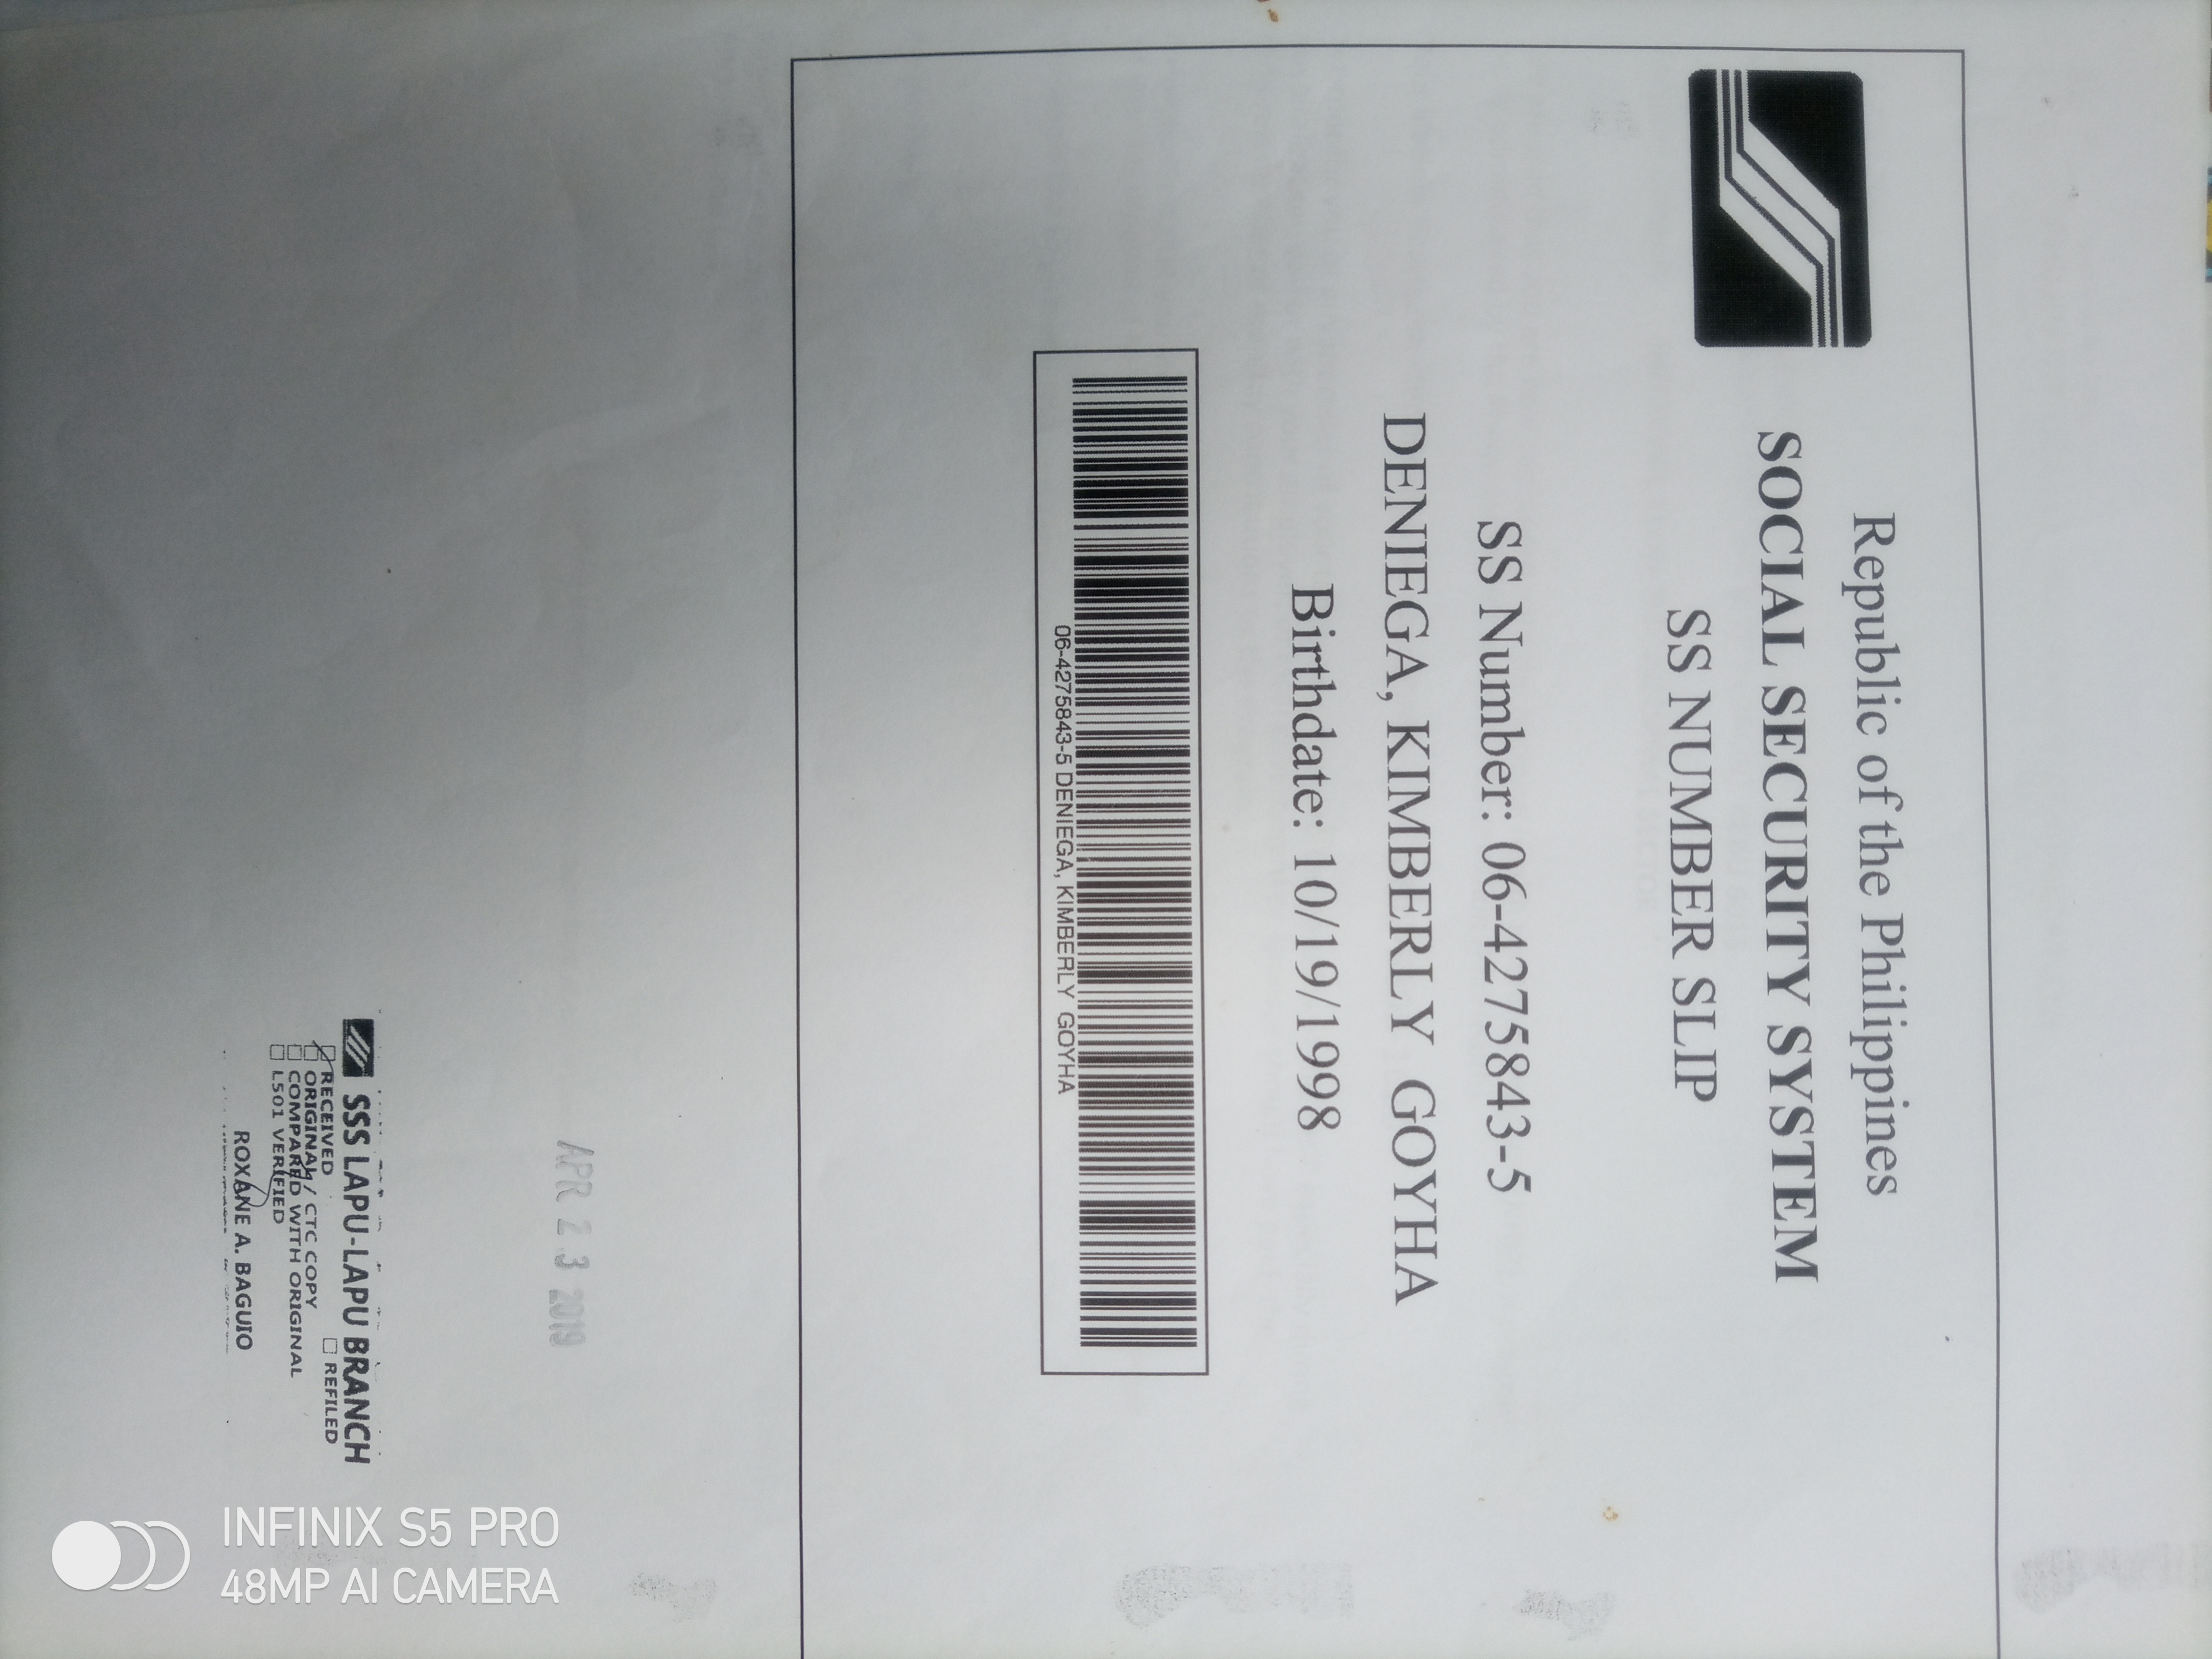 Republic of the Philippines
SOCIAL SECURITY SYSTEM
SS NUMBER SLIP
SS Number: 06-4275843-5
DENIEGA, KIMBERLY GOYHA
Birthdate: 10/19/1998
06-4275843-5 DENIEGA, KIMBERLY GOYHA
APR 23 2019
SSS LAPU-LAPU BRANCH
RECEIVED REFILED
ORIGINAL / CTC COPY
COMPARED WITH ORIGINAL
L501 VERIFIED
ROXANE A. BAGUIO
INFINIX S5 PRO
48MP AI CAMERA